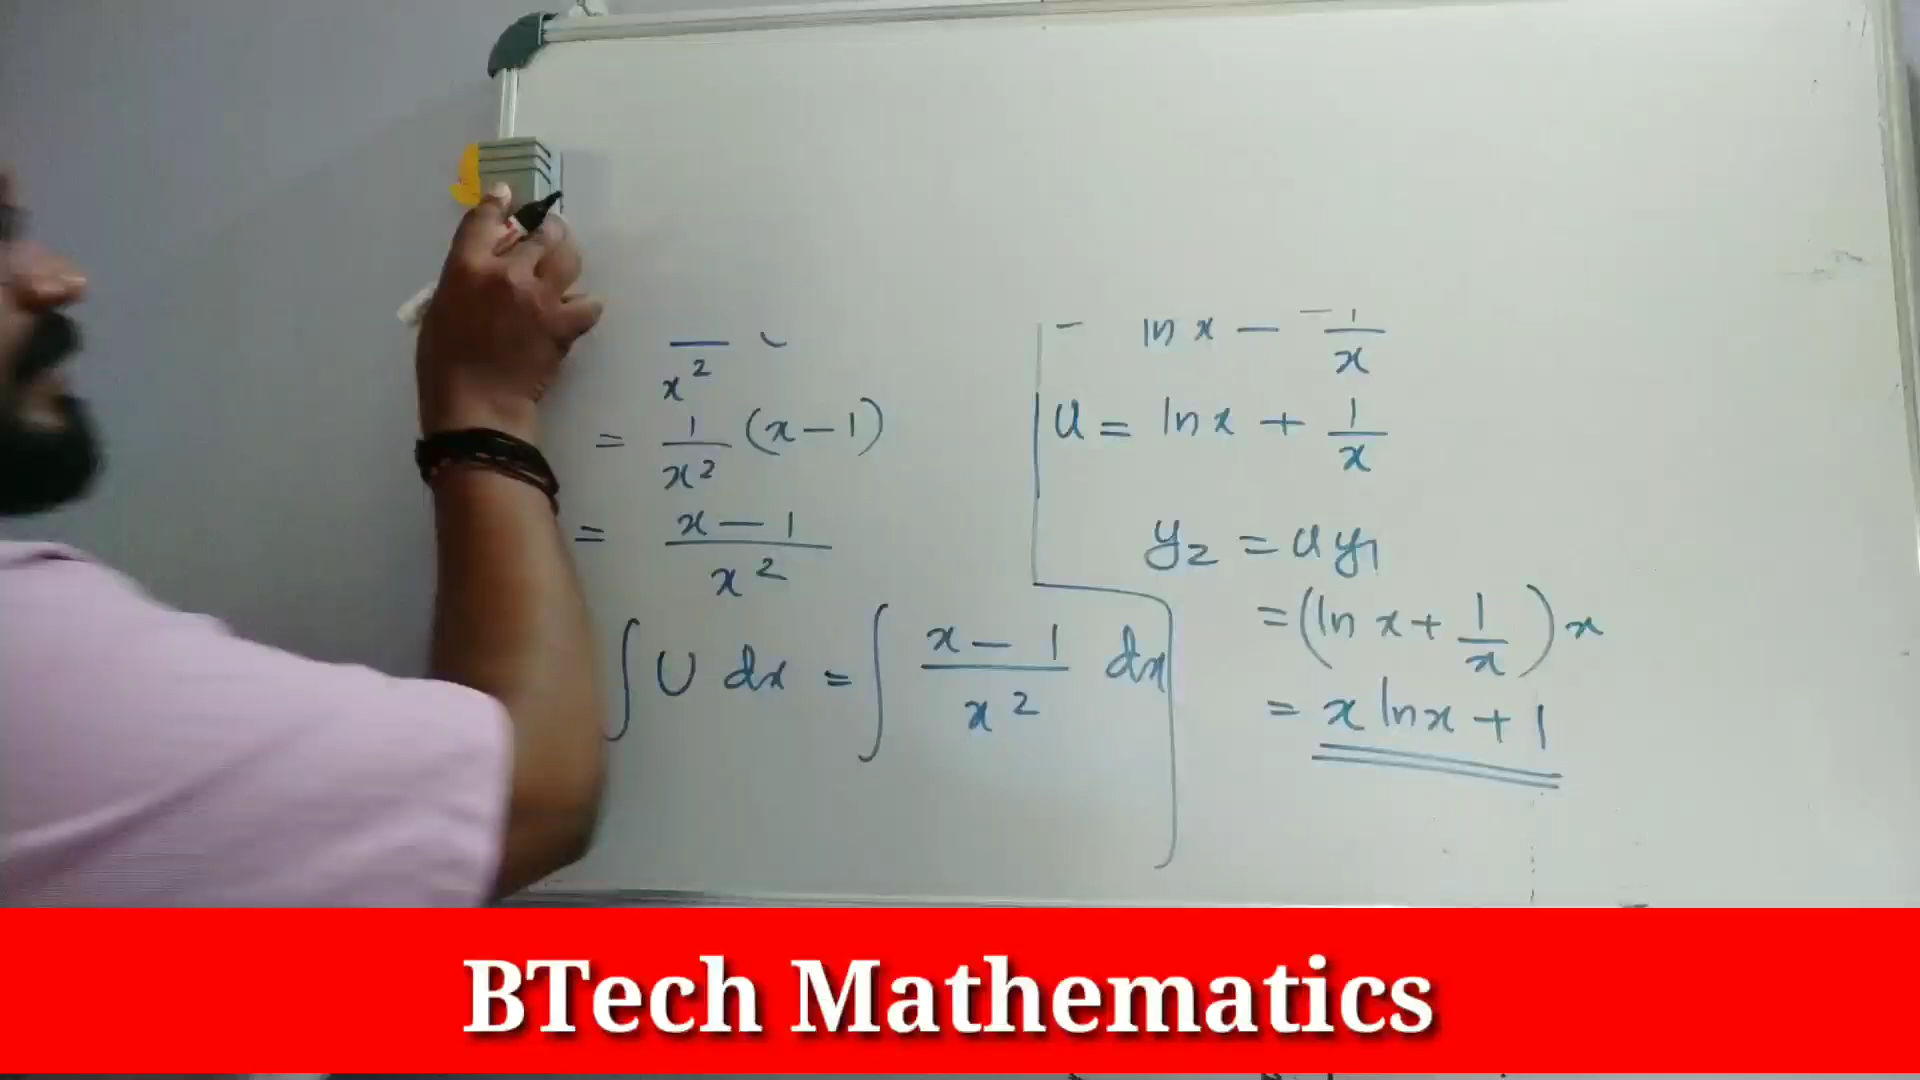 x²
= 1/x² (x-1)
= x-1/x²
∫ U dx = ∫ x-1/x² dx
- ln x - -1/x
u = ln x + 1/x
y₂ = u y₁
= (ln x + 1/x) x
= x ln x + 1
BTech Mathematics